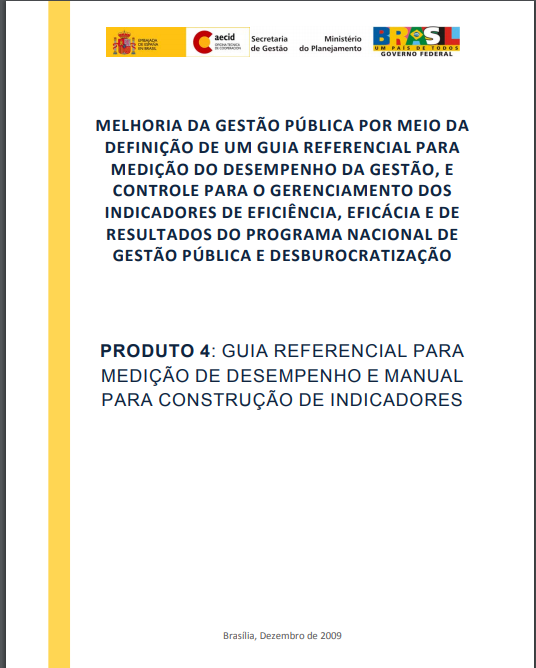 EMBAJADA
DE ESPAÑA
EN BRASIL
aecid
OFICINA TÉCNICA
DE COOPERACIÓN
Secretaria
de Gestão
Ministério
do Planejamento
BRASIL
UM PAÍS DE TODOS
GOVERNO FEDERAL
MELHORIA DA GESTÃO PÚBLICA POR MEIO DA
DEFINIÇÃO DE UM GUIA REFERENCIAL PARA
MEDIÇÃO DO DESEMPENHO DA GESTÃO, E
CONTROLE PARA O GERENCIAMENTO DOS
INDICADORES DE EFICIÊNCIA, EFICÁCIA E DE
RESULTADOS DO PROGRAMA NACIONAL DE
GESTÃO PÚBLICA E DESBUROCRATIZAÇÃO
PRODUTO 4: GUIA REFERENCIAL PARA
MEDIÇÃO DE DESEMPENHO E MANUAL
PARA CONSTRUÇÃO DE INDICADORES
Brasília, Dezembro de 2009